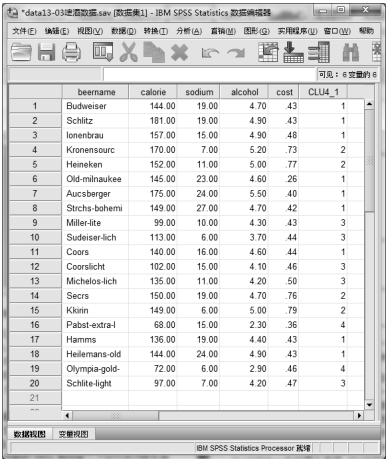 *data13-03啤酒数据.sav [数据集1] - IBM SPSS Statistics 数据编辑器
文件(F) 编辑(E) 视图(V) 数据(D) 转换(T) 分析(A) 直销(M) 图形(G) 实用程序(U) 窗口(W) 帮助
可见: 6 变量的 6
beername calorie sodium alcohol cost CLU4_1
1 Budweiser 144.00 19.00 4.70 .43 1
2 Schlitz 181.00 19.00 4.90 .43 1
3 Ionenbrau 157.00 15.00 4.90 .48 1
4 Kronensourc 170.00 7.00 5.20 .73 2
5 Heineken 152.00 11.00 5.00 .77 2
6 Old-milnaukee 145.00 23.00 4.60 .26 1
7 Aucsberger 175.00 24.00 5.50 .40 1
8 Strchs-bohemi 149.00 27.00 4.70 .42 1
9 Miller-lite 99.00 10.00 4.30 .43 3
10 Sudeiser-lich 113.00 6.00 3.70 .44 3
11 Coors 140.00 16.00 4.60 .44 1
12 Coorslicht 102.00 15.00 4.10 .46 3
13 Michelos-lich 135.00 11.00 4.20 .50 3
14 Secrs 150.00 19.00 4.70 .76 2
15 Kkirin 149.00 6.00 5.00 .79 2
16 Pabst-extra-l 68.00 15.00 2.30 .36 4
17 Hamms 136.00 19.00 4.40 .43 1
18 Heilemans-old 144.00 24.00 4.90 .43 1
19 Olympia-gold- 72.00 6.00 2.90 .46 4
20 Schlite-light 97.00 7.00 4.20 .47 3
21
数据视图 变量视图
IBM SPSS Statistics Processor 就绪